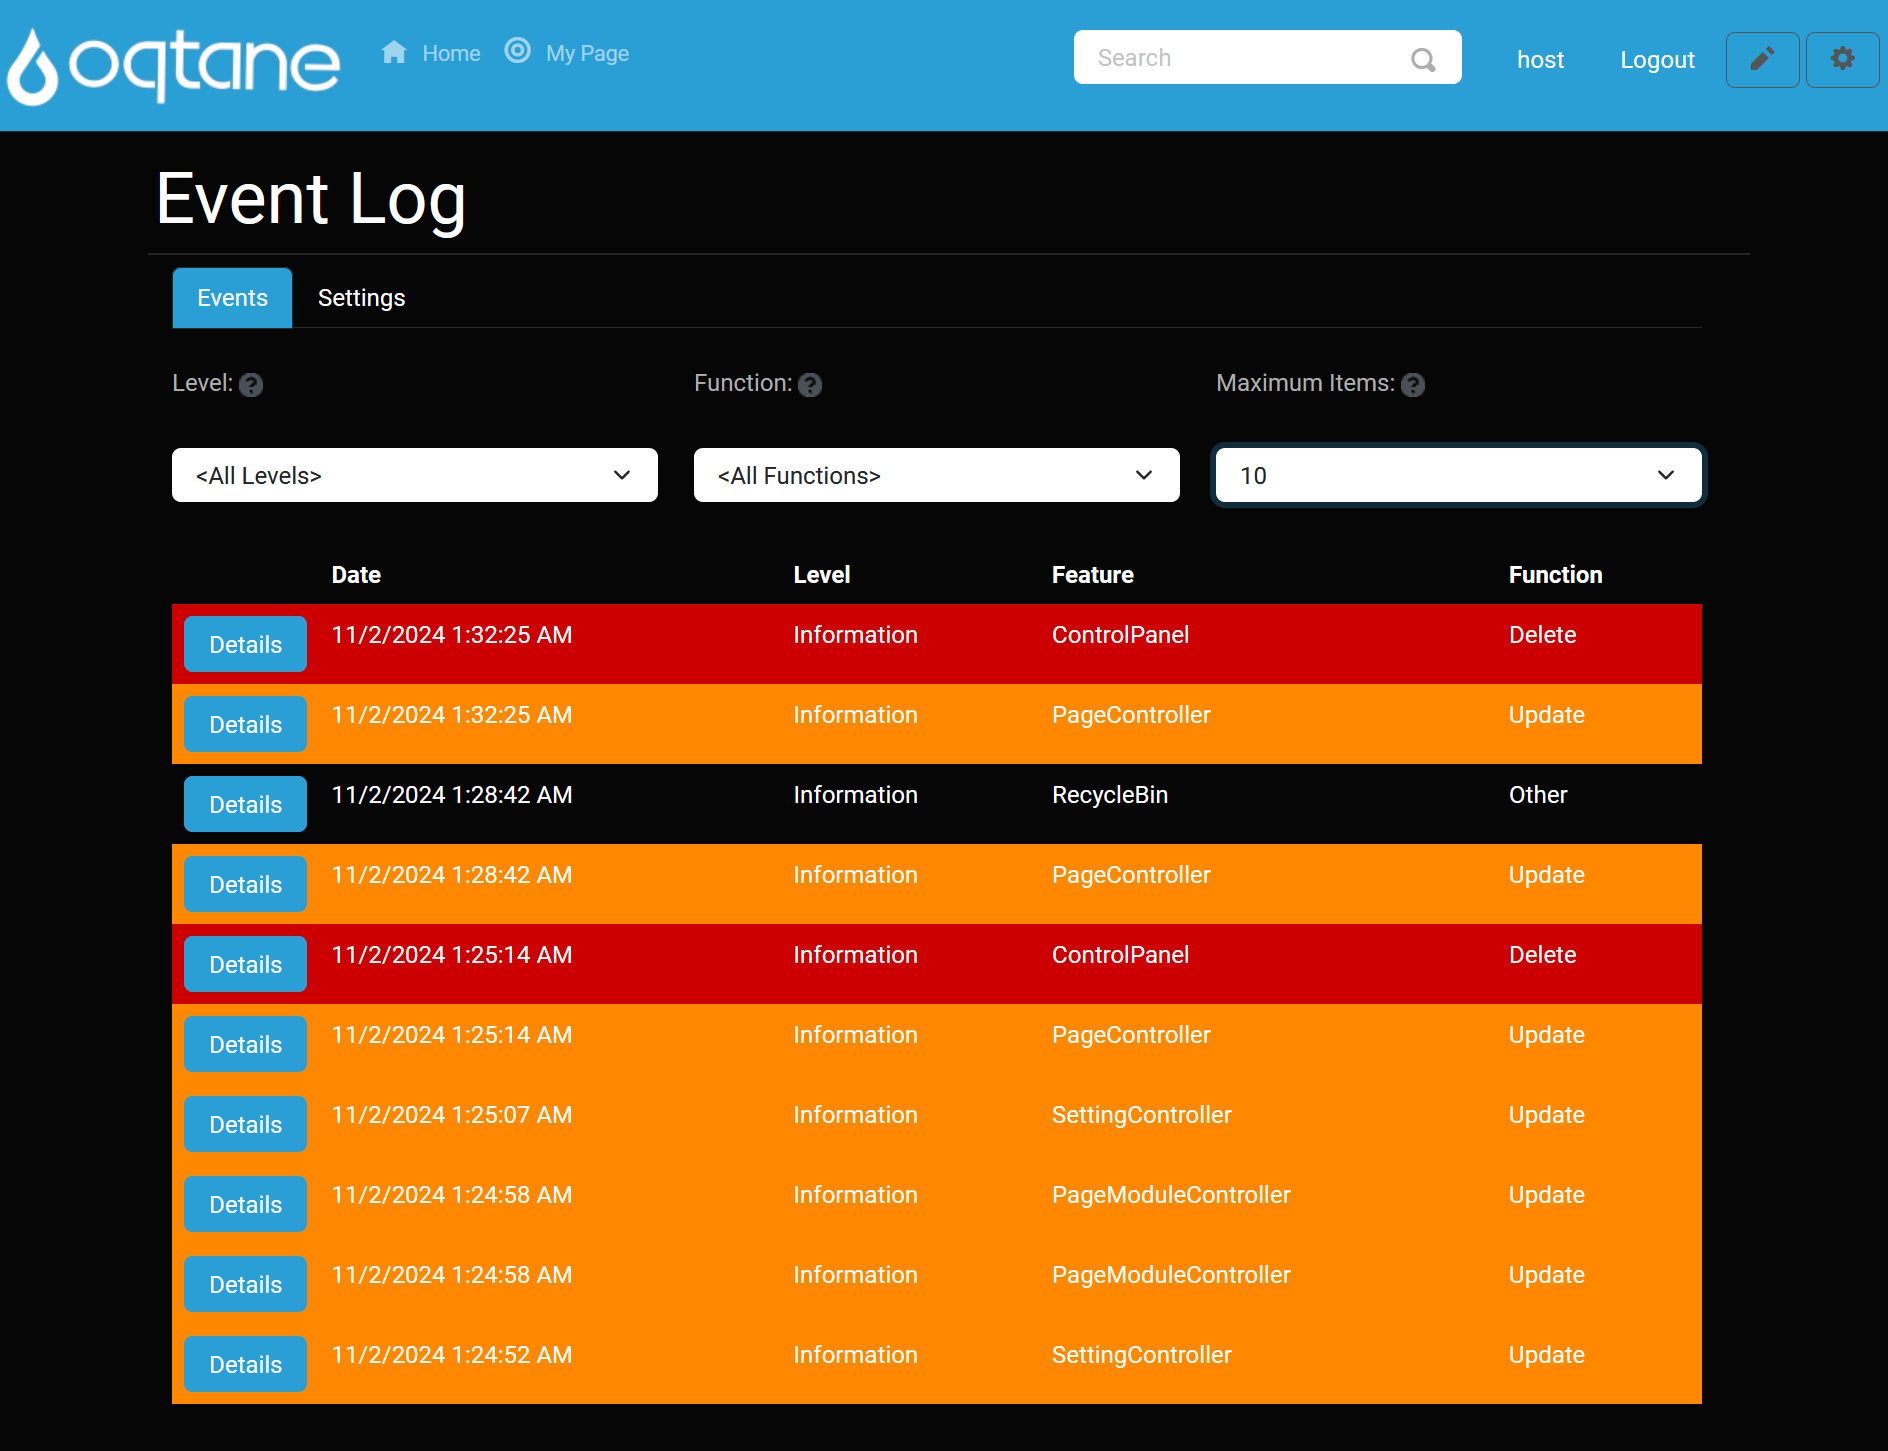 oqtane Home My Page Search host Logout
Event Log
Events Settings
Level: ? Function: ? Maximum Items: ?
<All Levels> <All Functions> 10
Date Level Feature Function
Details 11/2/2024 1:32:25 AM Information ControlPanel Delete
Details 11/2/2024 1:32:25 AM Information PageController Update
Details 11/2/2024 1:28:42 AM Information RecycleBin Other
Details 11/2/2024 1:28:42 AM Information PageController Update
Details 11/2/2024 1:25:14 AM Information ControlPanel Delete
Details 11/2/2024 1:25:14 AM Information PageController Update
Details 11/2/2024 1:25:07 AM Information SettingController Update
Details 11/2/2024 1:24:58 AM Information PageModuleController Update
Details 11/2/2024 1:24:58 AM Information PageModuleController Update
Details 11/2/2024 1:24:52 AM Information SettingController Update